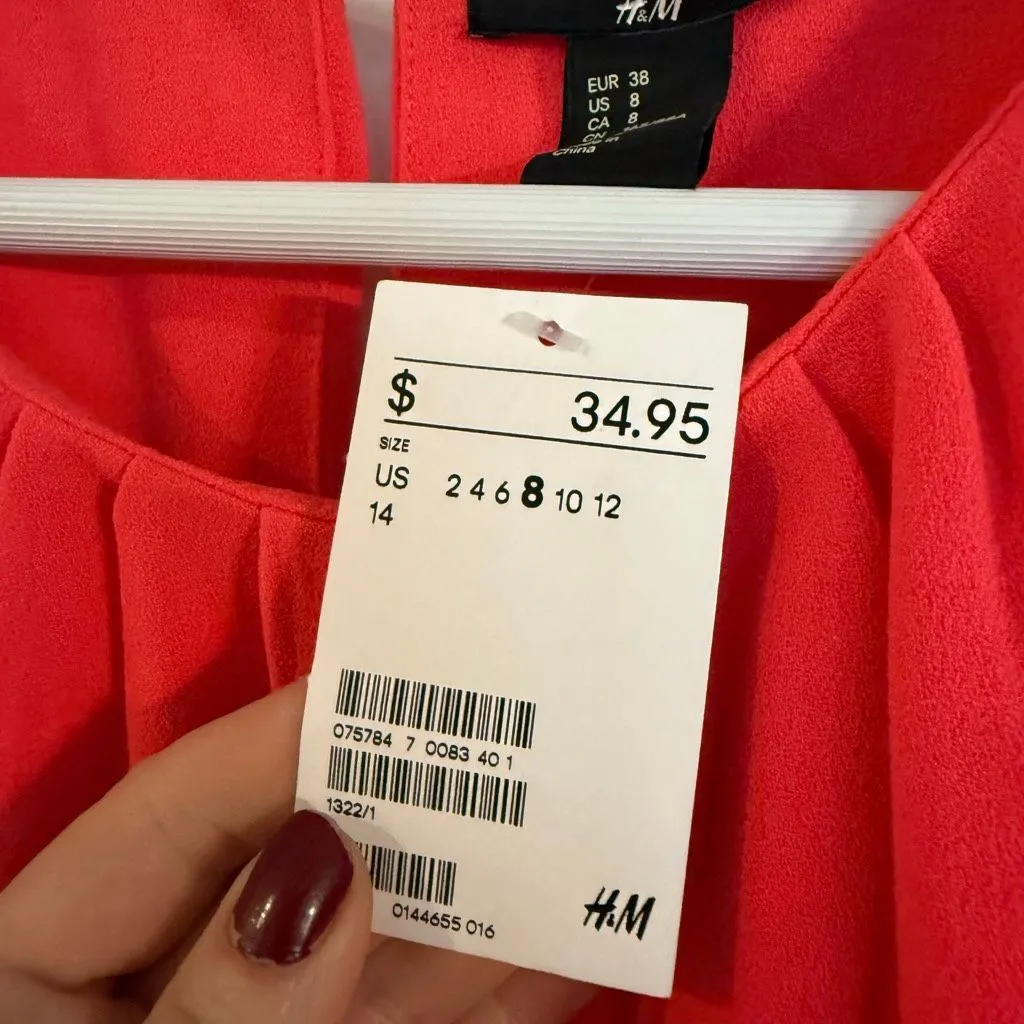 H&M
EUR 38
US 8
CA 8
CN
China
$ 34.95
SIZE
US 2 4 6 8 10 12
14
075784 7 0083 40 1
1322/1
0144655 016
H&M